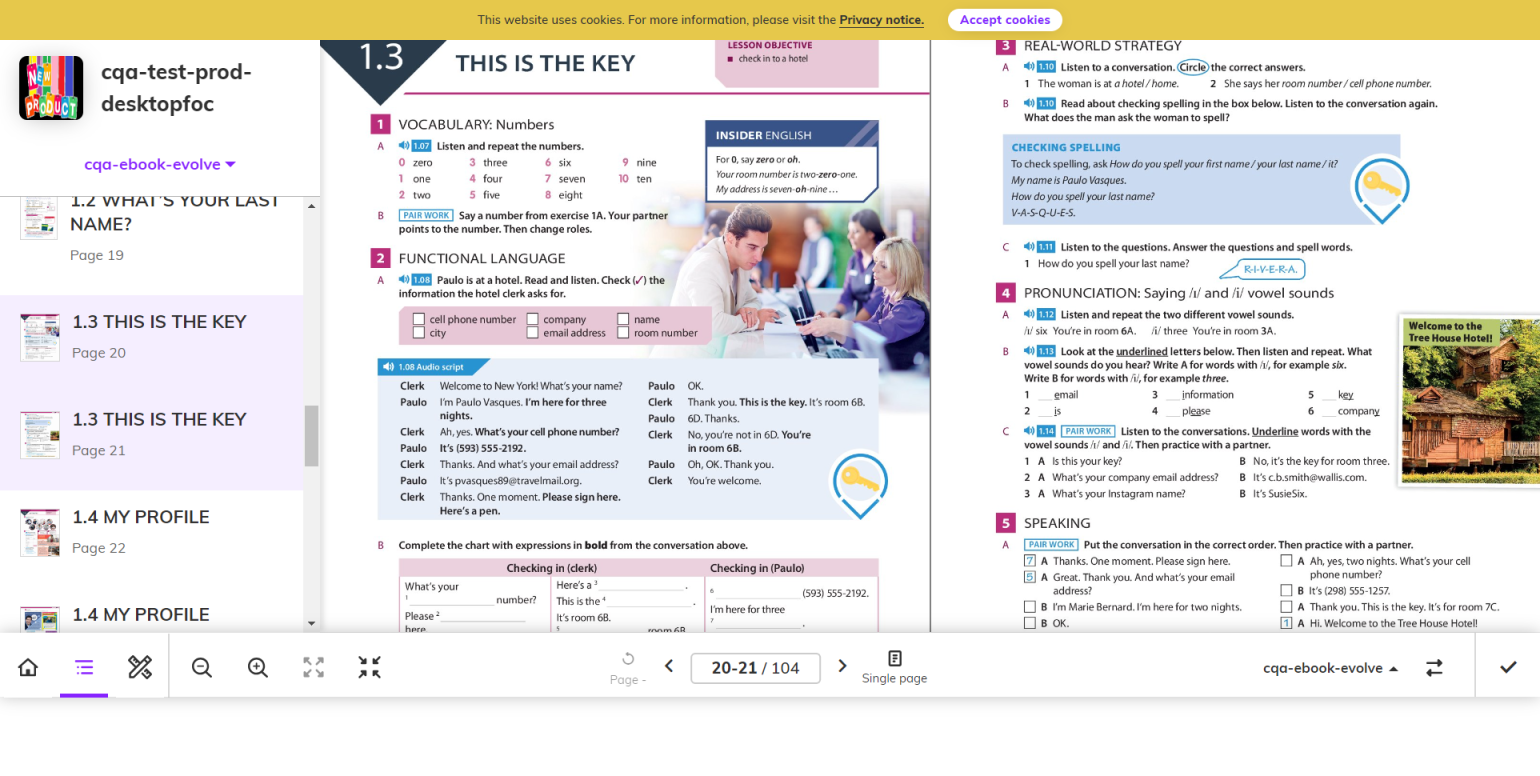 This website uses cookies. For more information, please visit the Privacy notice.
Accept cookies
NEW
PRODUCT
cqa-test-prod-
desktopfoc
cqa-ebook-evolve
1.2 WHAT'S YOUR LAST
NAME?
Page 19
1.3 THIS IS THE KEY
Page 20
1.3 THIS IS THE KEY
Page 21
1.4 MY PROFILE
Page 22
1.4 MY PROFILE
1.3
THIS IS THE KEY
LESSON OBJECTIVE
■ check in to a hotel
1 VOCABULARY: Numbers
A 1.07 Listen and repeat the numbers.
0 zero 3 three 6 six 9 nine
1 one 4 four 7 seven 10 ten
2 two 5 five 8 eight
B PAIR WORK Say a number from exercise 1A. Your partner
points to the number. Then change roles.
INSIDER ENGLISH
For 0, say zero or oh.
Your room number is two-zero-one.
My address is seven-oh-nine …
2 FUNCTIONAL LANGUAGE
A 1.08 Paulo is at a hotel. Read and listen. Check (✓) the
information the hotel clerk asks for.
cell phone number company name
city email address room number
1.08 Audio script
Clerk Welcome to New York! What's your name?
Paulo I'm Paulo Vasques. I'm here for three
nights.
Clerk Ah, yes. What's your cell phone number?
Paulo It's (593) 555-2192.
Clerk Thanks. And what's your email address?
Paulo It's pvasques89@travelmail.org.
Clerk Thanks. One moment. Please sign here.
Here's a pen.
Paulo OK.
Clerk Thank you. This is the key. It's room 6B.
Paulo 6D. Thanks.
Clerk No, you're not in 6D. You're
in room 6B.
Paulo Oh, OK. Thank you.
Clerk You're welcome.
B Complete the chart with expressions in bold from the conversation above.
Checking in (clerk) Checking in (Paulo)
What's your
1 ____ number?
Please 2 ____
here.
Here's a 3 ____ .
This is the 4 ____ .
It's room 6B.
5 ____ room 6B.
6 ____ (593) 555-2192.
I'm here for three
7 ____ .
3 REAL-WORLD STRATEGY
A 1.10 Listen to a conversation. Circle the correct answers.
1 The woman is at a hotel / home. 2 She says her room number / cell phone number.
B 1.10 Read about checking spelling in the box below. Listen to the conversation again.
What does the man ask the woman to spell?
CHECKING SPELLING
To check spelling, ask How do you spell your first name / your last name / it?
My name is Paulo Vasques.
How do you spell your last name?
V-A-S-Q-U-E-S.
C 1.11 Listen to the questions. Answer the questions and spell words.
1 How do you spell your last name?
R-I-V-E-R-A.
4 PRONUNCIATION: Saying /ɪ/ and /i/ vowel sounds
A 1.12 Listen and repeat the two different vowel sounds.
/ɪ/ six You're in room 6A. /i/ three You're in room 3A.
B 1.13 Look at the underlined letters below. Then listen and repeat. What
vowel sounds do you hear? Write A for words with /ɪ/, for example six.
Write B for words with /i/, for example three.
1 __ email 3 __ information 5 __ key
2 __ is 4 __ please 6 __ company
C 1.14 PAIR WORK Listen to the conversations. Underline words with the
vowel sounds /ɪ/ and /i/. Then practice with a partner.
1 A Is this your key? B No, it's the key for room three.
2 A What's your company email address? B It's c.b.smith@wallis.com.
3 A What's your Instagram name? B It's SusieSix.
Welcome to the
Tree House Hotel!
5 SPEAKING
A PAIR WORK Put the conversation in the correct order. Then practice with a partner.
7 A Thanks. One moment. Please sign here.
5 A Great. Thank you. And what's your email
address?
B I'm Marie Bernard. I'm here for two nights.
B OK.
A Ah, yes, two nights. What's your cell
phone number?
B It's (298) 555-1257.
A Thank you. This is the key. It's for room 7C.
1 A Hi. Welcome to the Tree House Hotel!
Page -
20-21 / 104
Single page
cqa-ebook-evolve